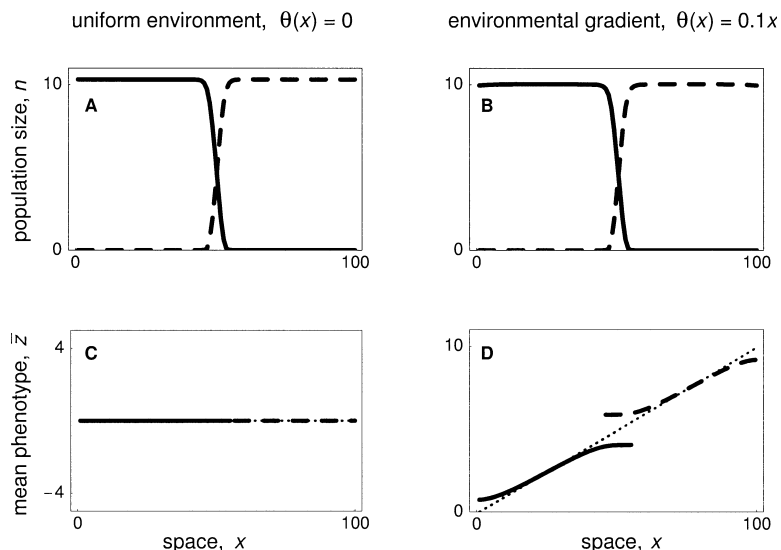 uniform environment, θ(x) = 0
environmental gradient, θ(x) = 0.1x
population size, n
10
0
A
0
100
10
0
B
0
100
mean phenotype, z̅
4
−4
C
0
100
space, x
10
0
D
0
100
space, x